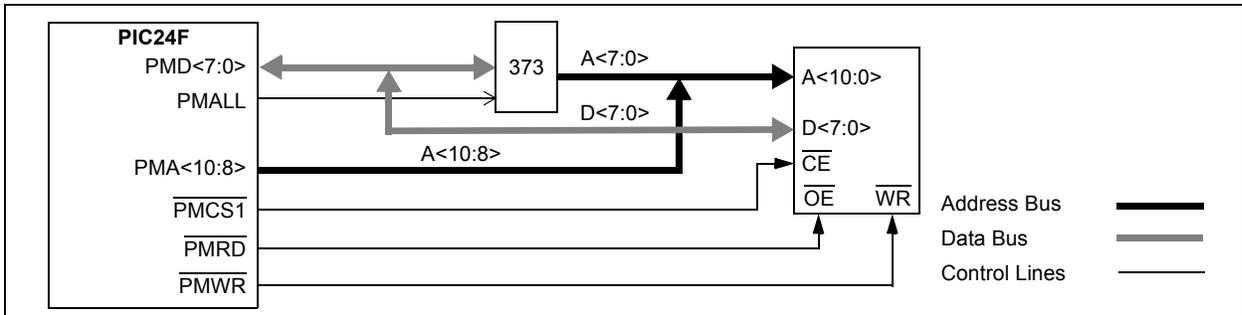 PIC24F
PMD<7:0>
PMALL
PMA<10:8>
PMCS1
PMRD
PMWR
373
A<7:0>
D<7:0>
A<10:8>
A<10:0>
D<7:0>
CE
OE WR
Address Bus
Data Bus
Control Lines